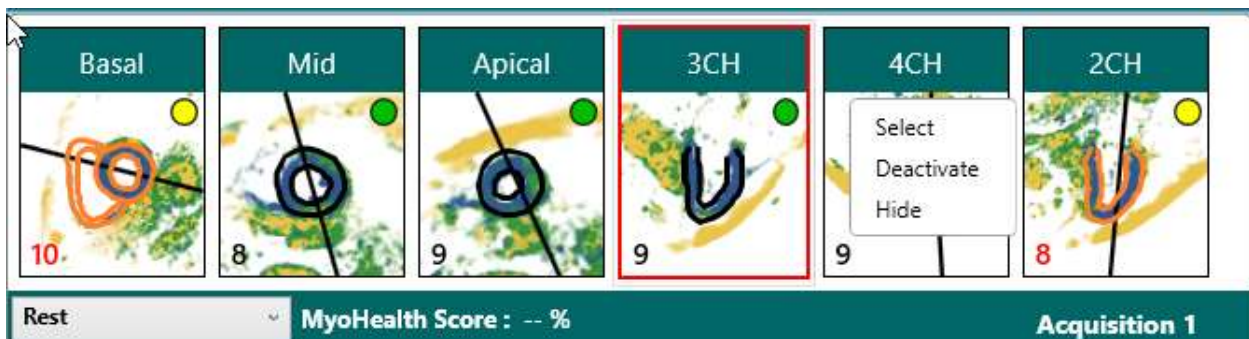 Basal Mid Apical 3CH 4CH 2CH
Select
Deactivate
Hide
10 8 9 9 9 8
Rest MyoHealth Score : -- % Acquisition 1